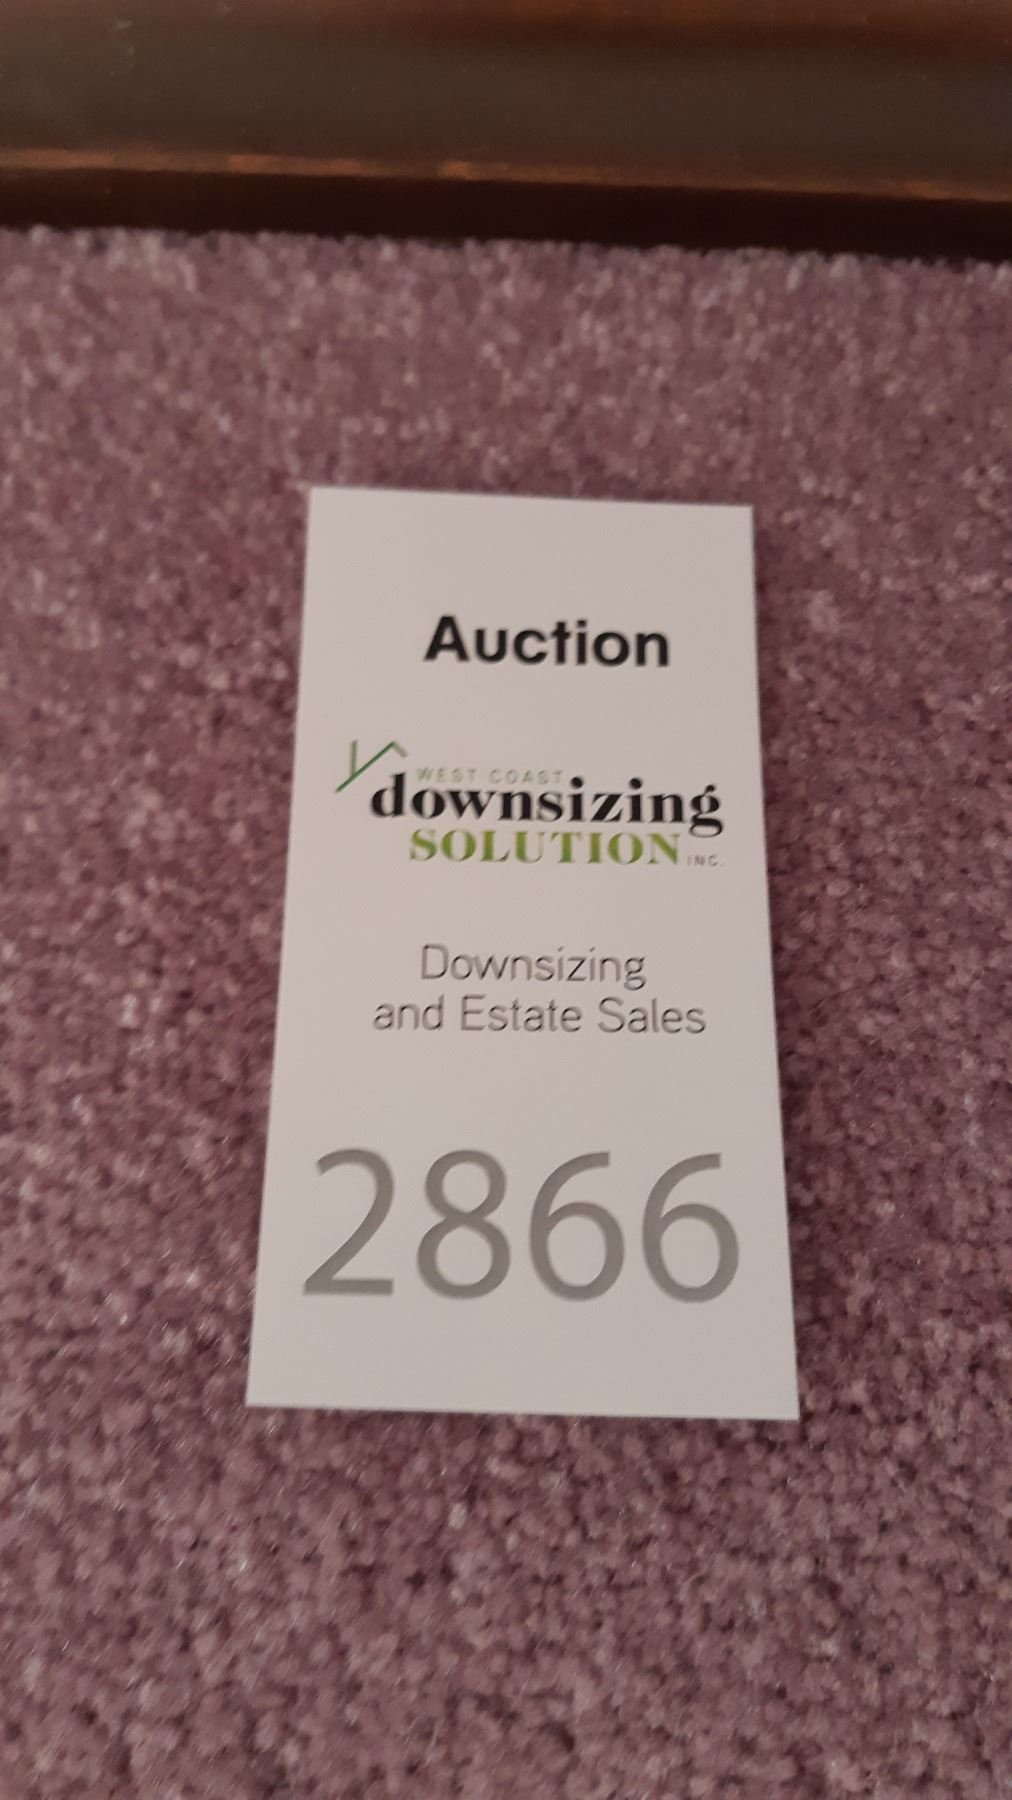 Auction
WEST COAST
downsizing
SOLUTION INC.
Downsizing
and Estate Sales
2866